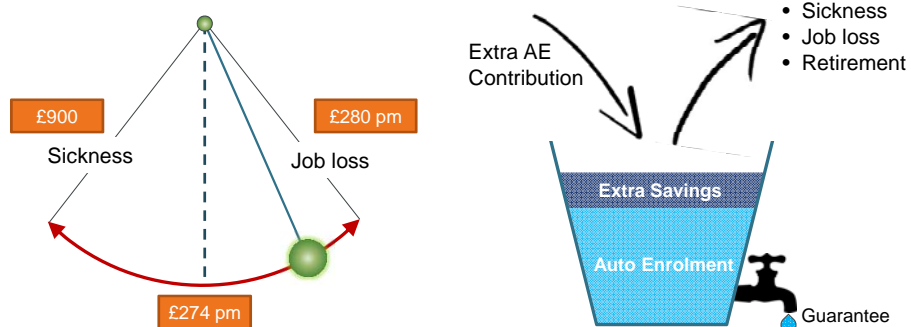 £900
Sickness
£280 pm
Job loss
£274 pm
Extra AE
Contribution
• Sickness
• Job loss
• Retirement
Extra Savings
Auto Enrolment
Guarantee